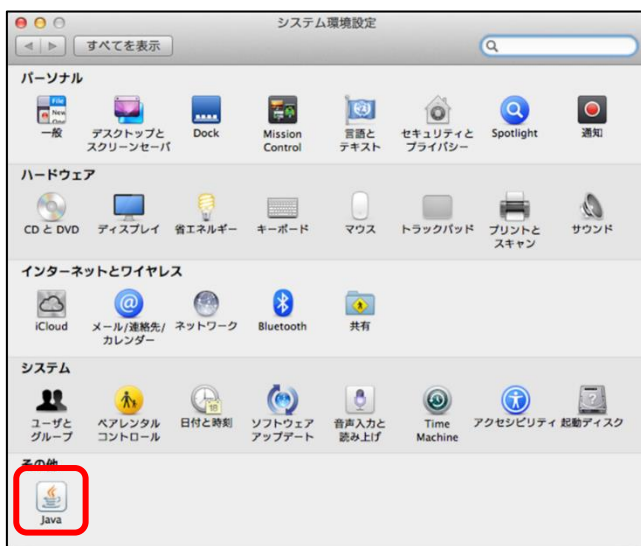 システム環境設定
すべてを表示
パーソナル
一般
デスクトップと
スクリーンセーバ
Dock
Mission
Control
言語と
テキスト
セキュリティと
プライバシー
Spotlight
通知
ハードウェア
CD と DVD
ディスプレイ
省エネルギー
キーボード
マウス
トラックパッド
プリントと
スキャン
サウンド
インターネットとワイヤレス
iCloud
メール/連絡先/
カレンダー
ネットワーク
Bluetooth
共有
システム
ユーザと
グループ
ペアレンタル
コントロール
日付と時刻
ソフトウェア
アップデート
音声入力と
読み上げ
Time
Machine
アクセシビリティ
起動ディスク
その他
Java